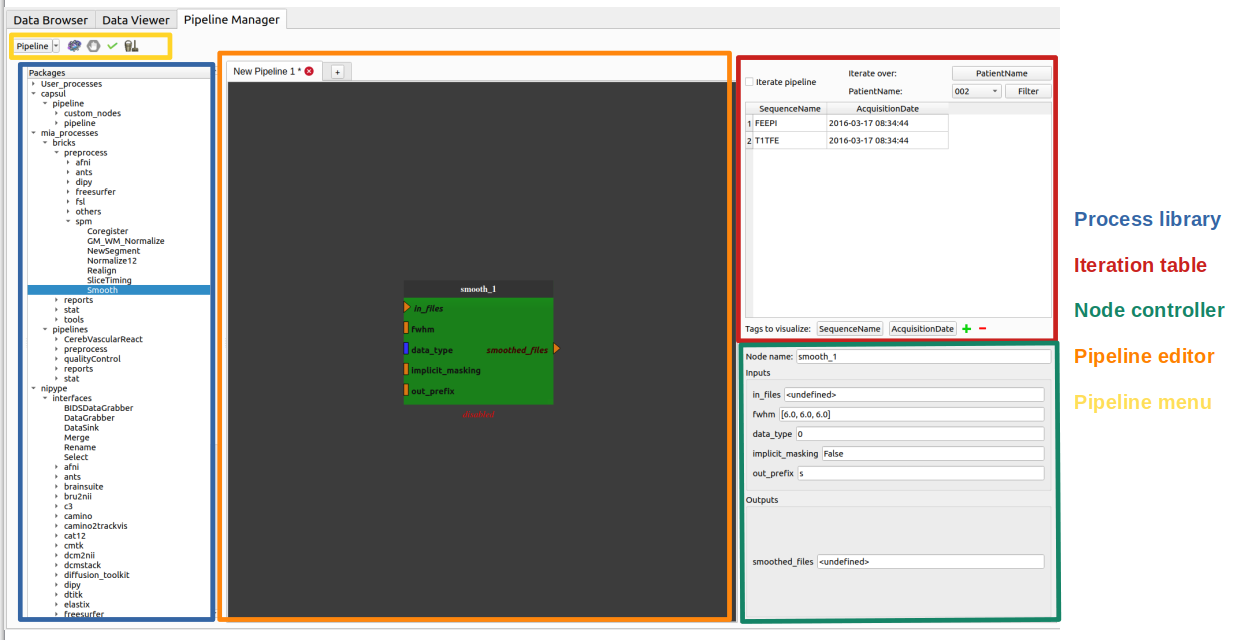 Data Browser Data Viewer Pipeline Manager
Pipeline
Packages
User_processes
capsul
pipeline
custom_nodes
pipeline
mia_processes
bricks
preprocess
afni
ants
dipy
freesurfer
fsl
others
spm
Coregister
GM_WM_Normalize
NewSegment
Normalize12
Realign
SliceTiming
Smooth
reports
stat
tools
pipelines
CerebVascularReact
preprocess
qualityControl
reports
stat
nipype
interfaces
BIDSDataGrabber
DataGrabber
DataSink
Merge
Rename
Select
afni
ants
brainsuite
bru2nii
c3
camino
camino2trackvis
cat12
cmtk
dcm2nii
dcmstack
diffusion_toolkit
dipy
dtitk
elastix
freesurfer
New Pipeline 1 * +
smooth_1
in_files
fwhm
data_type smoothed_files
implicit_masking
out_prefix
disabled
Iterate pipeline Iterate over: PatientName
PatientName: 002 Filter
SequenceName AcquisitionDate
1 FEEPI 2016-03-17 08:34:44
2 T1TFE 2016-03-17 08:34:44
Tags to visualize: SequenceName AcquisitionDate
Node name: smooth_1
Inputs
in_files <undefined>
fwhm [6.0, 6.0, 6.0]
data_type 0
implicit_masking False
out_prefix s
Outputs
smoothed_files <undefined>
Process library
Iteration table
Node controller
Pipeline editor
Pipeline menu